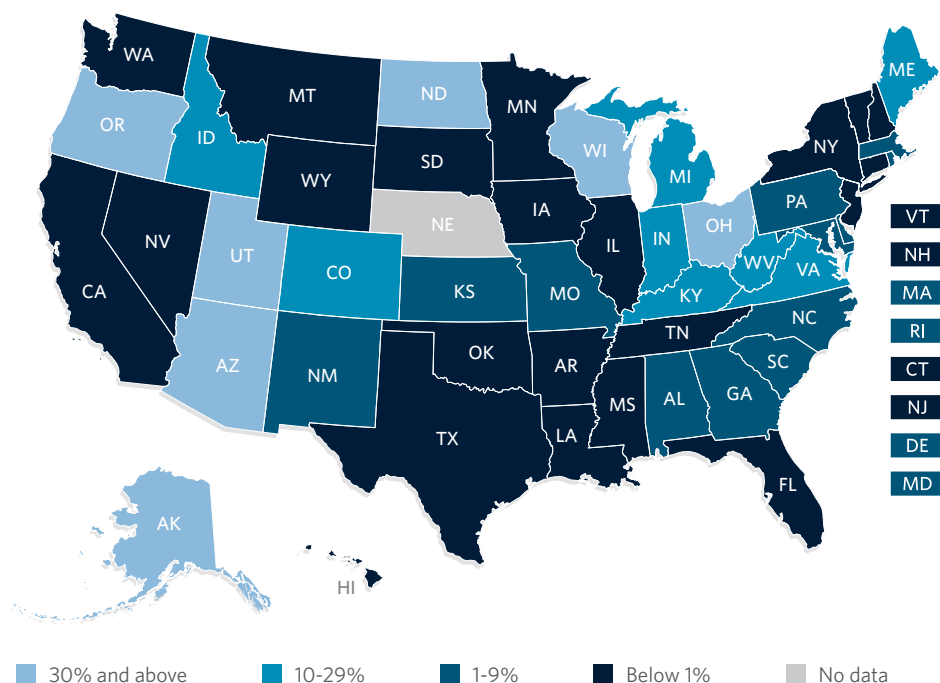 WA
MT
ND
MN
ME
OR
ID
SD
WI
NY
WY
MI
IA
PA
NE
VT
NV
UT
IL
IN
OH
NH
CO
WV
VA
CA
KS
MO
KY
MA
NC
RI
TN
AZ
NM
OK
AR
SC
CT
MS
AL
GA
NJ
TX
LA
DE
FL
MD
AK
HI
30% and above 10-29% 1-9% Below 1% No data